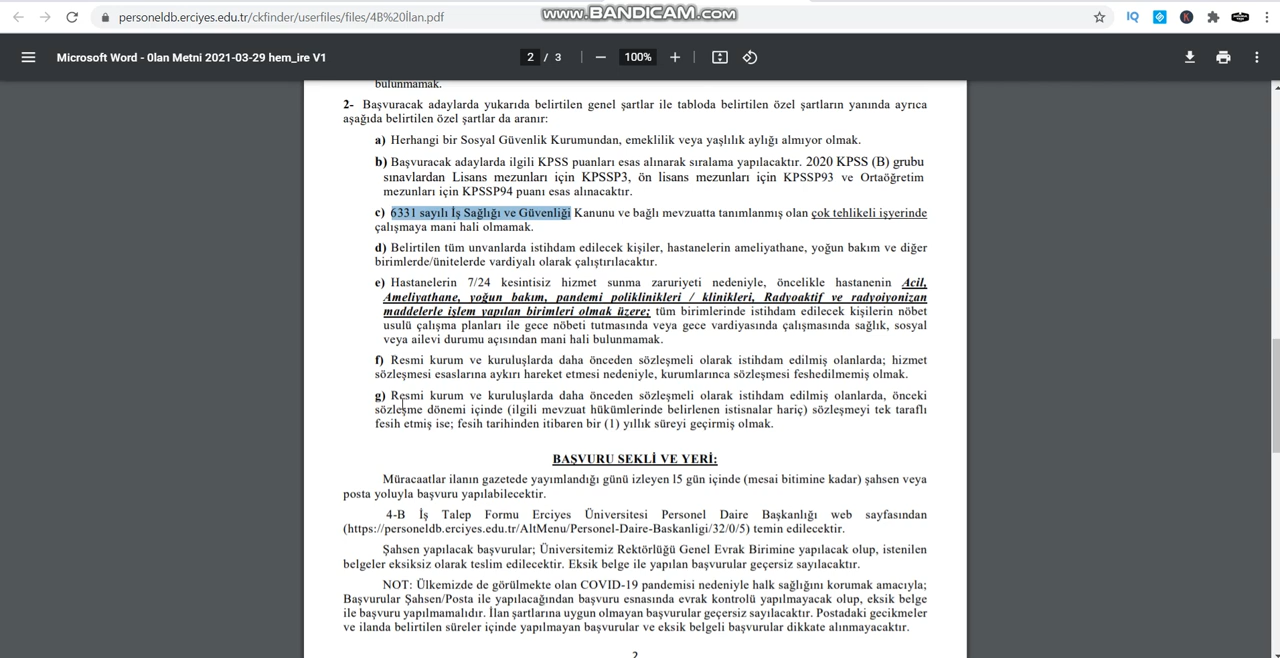 personeldb.erciyes.edu.tr/ckfinder/userfiles/files/4B%20İlan.pdf
www.BANDICAM.com
Microsoft Word - 0lan Metni 2021-03-29 hem_ire V1
2 / 3
100%
bulunmamak.
2- Başvuracak adaylarda yukarıda belirtilen genel şartlar ile tabloda belirtilen özel şartların yanında ayrıca
aşağıda belirtilen özel şartlar da aranır:
a) Herhangi bir Sosyal Güvenlik Kurumundan, emeklilik veya yaşlılık aylığı almıyor olmak.
b) Başvuracak adaylarda ilgili KPSS puanları esas alınarak sıralama yapılacaktır. 2020 KPSS (B) grubu
sınavlardan Lisans mezunları için KPSSP3, ön lisans mezunları için KPSSP93 ve Ortaöğretim
mezunları için KPSSP94 puanı esas alınacaktır.
c) 6331 sayılı İş Sağlığı ve Güvenliği Kanunu ve bağlı mevzuatta tanımlanmış olan çok tehlikeli işyerinde
çalışmaya mani hali olmamak.
d) Belirtilen tüm unvanlarda istihdam edilecek kişiler, hastanelerin ameliyathane, yoğun bakım ve diğer
birimlerde/ünitelerde vardiyalı olarak çalıştırılacaktır.
e) Hastanelerin 7/24 kesintisiz hizmet sunma zaruriyeti nedeniyle, öncelikle hastanenin Acil,
Ameliyathane, yoğun bakım, pandemi poliklinikleri / klinikleri, Radyoaktif ve radyoiyonizan
maddelerle işlem yapılan birimleri olmak üzere; tüm birimlerinde istihdam edilecek kişilerin nöbet
usulü çalışma planları ile gece nöbeti tutmasında veya gece vardiyasında çalışmasında sağlık, sosyal
veya ailevi durumu açısından mani hali bulunmamak.
f) Resmi kurum ve kuruluşlarda daha önceden sözleşmeli olarak istihdam edilmiş olanlarda; hizmet
sözleşmesi esaslarına aykırı hareket etmesi nedeniyle, kurumlarınca sözleşmesi feshedilmemiş olmak.
g) Resmi kurum ve kuruluşlarda daha önceden sözleşmeli olarak istihdam edilmiş olanlarda, önceki
sözleşme dönemi içinde (ilgili mevzuat hükümlerinde belirlenen istisnalar hariç) sözleşmeyi tek taraflı
fesih etmiş ise; fesih tarihinden itibaren bir (1) yıllık süreyi geçirmiş olmak.
BAŞVURU SEKLİ VE YERİ:
Müracaatlar ilanın gazetede yayımlandığı günü izleyen 15 gün içinde (mesai bitimine kadar) şahsen veya
posta yoluyla başvuru yapılabilecektir.
4-B İş Talep Formu Erciyes Üniversitesi Personel Daire Başkanlığı web sayfasından
(https://personeldb.erciyes.edu.tr/AltMenu/Personel-Daire-Baskanligi/32/0/5) temin edilecektir.
Şahsen yapılacak başvurular; Üniversitemiz Rektörlüğü Genel Evrak Birimine yapılacak olup, istenilen
belgeler eksiksiz olarak teslim edilecektir. Eksik belge ile yapılan başvurular geçersiz sayılacaktır.
NOT: Ülkemizde de görülmekte olan COVID-19 pandemisi nedeniyle halk sağlığını korumak amacıyla;
Başvurular Şahsen/Posta ile yapılacağından başvuru esnasında evrak kontrolü yapılmayacak olup, eksik belge
ile başvuru yapılmamalıdır. İlan şartlarına uygun olmayan başvurular geçersiz sayılacaktır. Postadaki gecikmeler
ve ilanda belirtilen süreler içinde yapılmayan başvurular ve eksik belgeli başvurular dikkate alınmayacaktır.
2